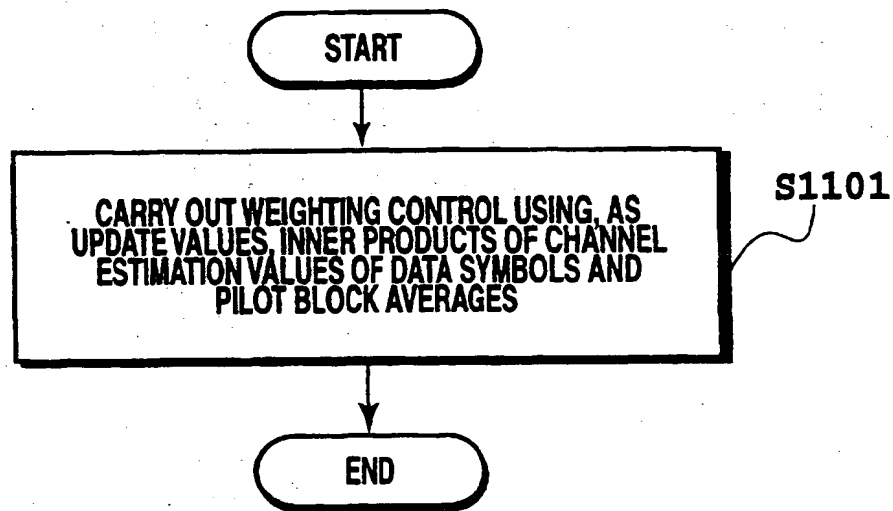 START
CARRY OUT WEIGHTING CONTROL USING, AS
UPDATE VALUES, INNER PRODUCTS OF CHANNEL
ESTIMATION VALUES OF DATA SYMBOLS AND
PILOT BLOCK AVERAGES
S1101
END